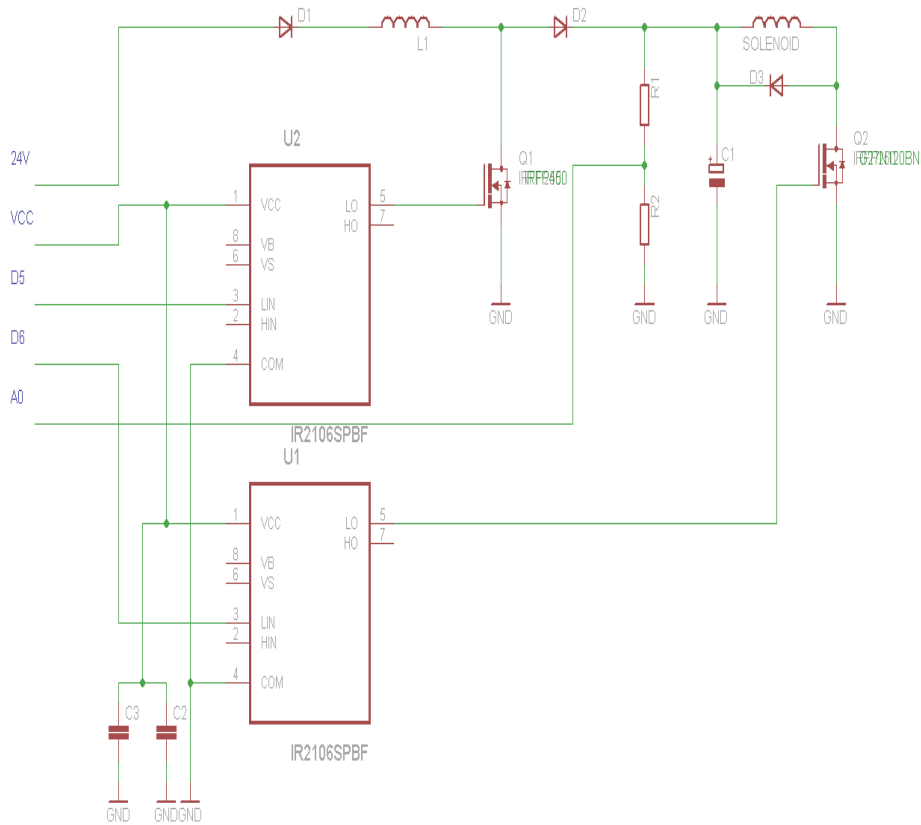 D1
L1
D2
SOLENOID
D3
R1
R2
C1
Q1
Q2
24V
VCC
D5
D6
A0
U2
1 VCC
8 VB
6 VS
3 LIN
2 HIN
4 COM
LO 5
HO 7
IR2106SPBF
U1
1 VCC
8 VB
6 VS
3 LIN
2 HIN
4 COM
LO 5
HO 7
IR2106SPBF
GND
GND
GND
GND
C3
C2
GND
GND
GND